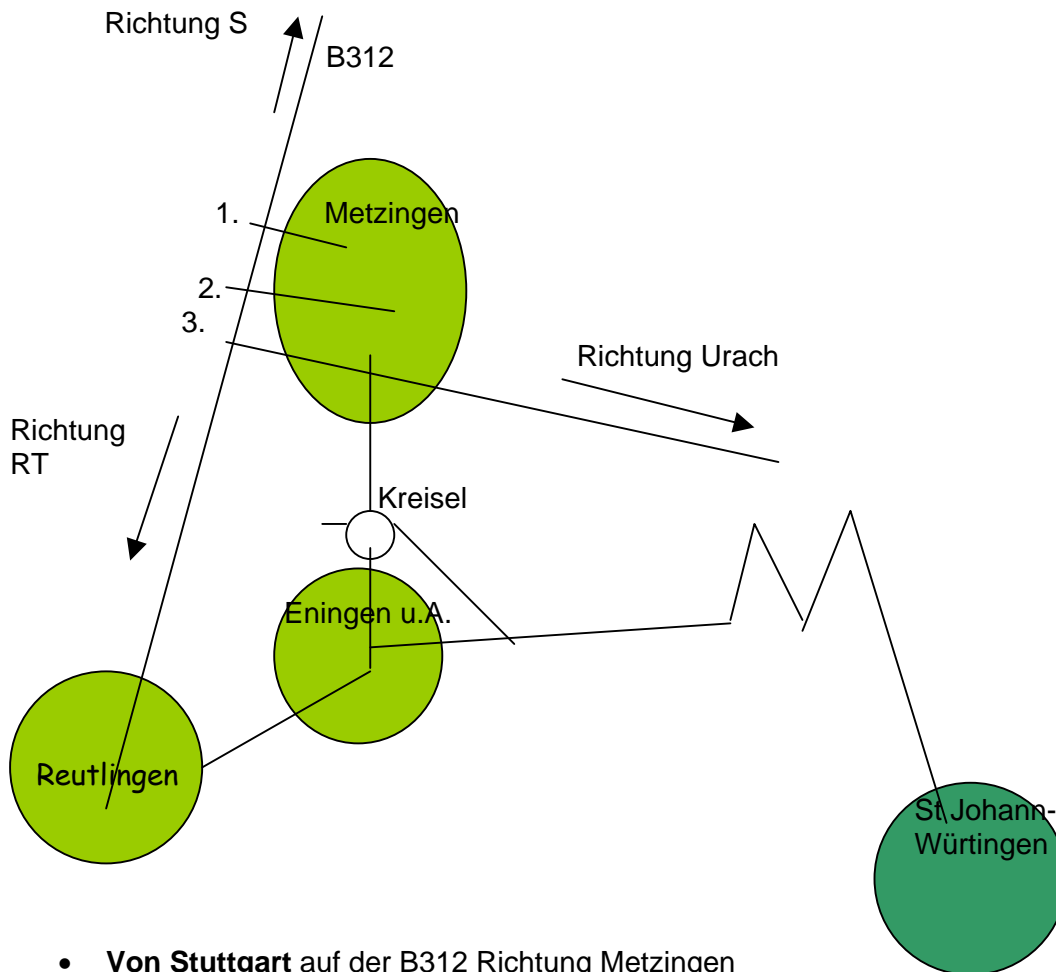 Richtung S
B312
1.
Metzingen
2.
3.
Richtung Urach
Richtung
RT
Kreisel
Eningen u.A.
Reutlingen
St Johann-
Würtingen
• Von Stuttgart auf der B312 Richtung Metzingen